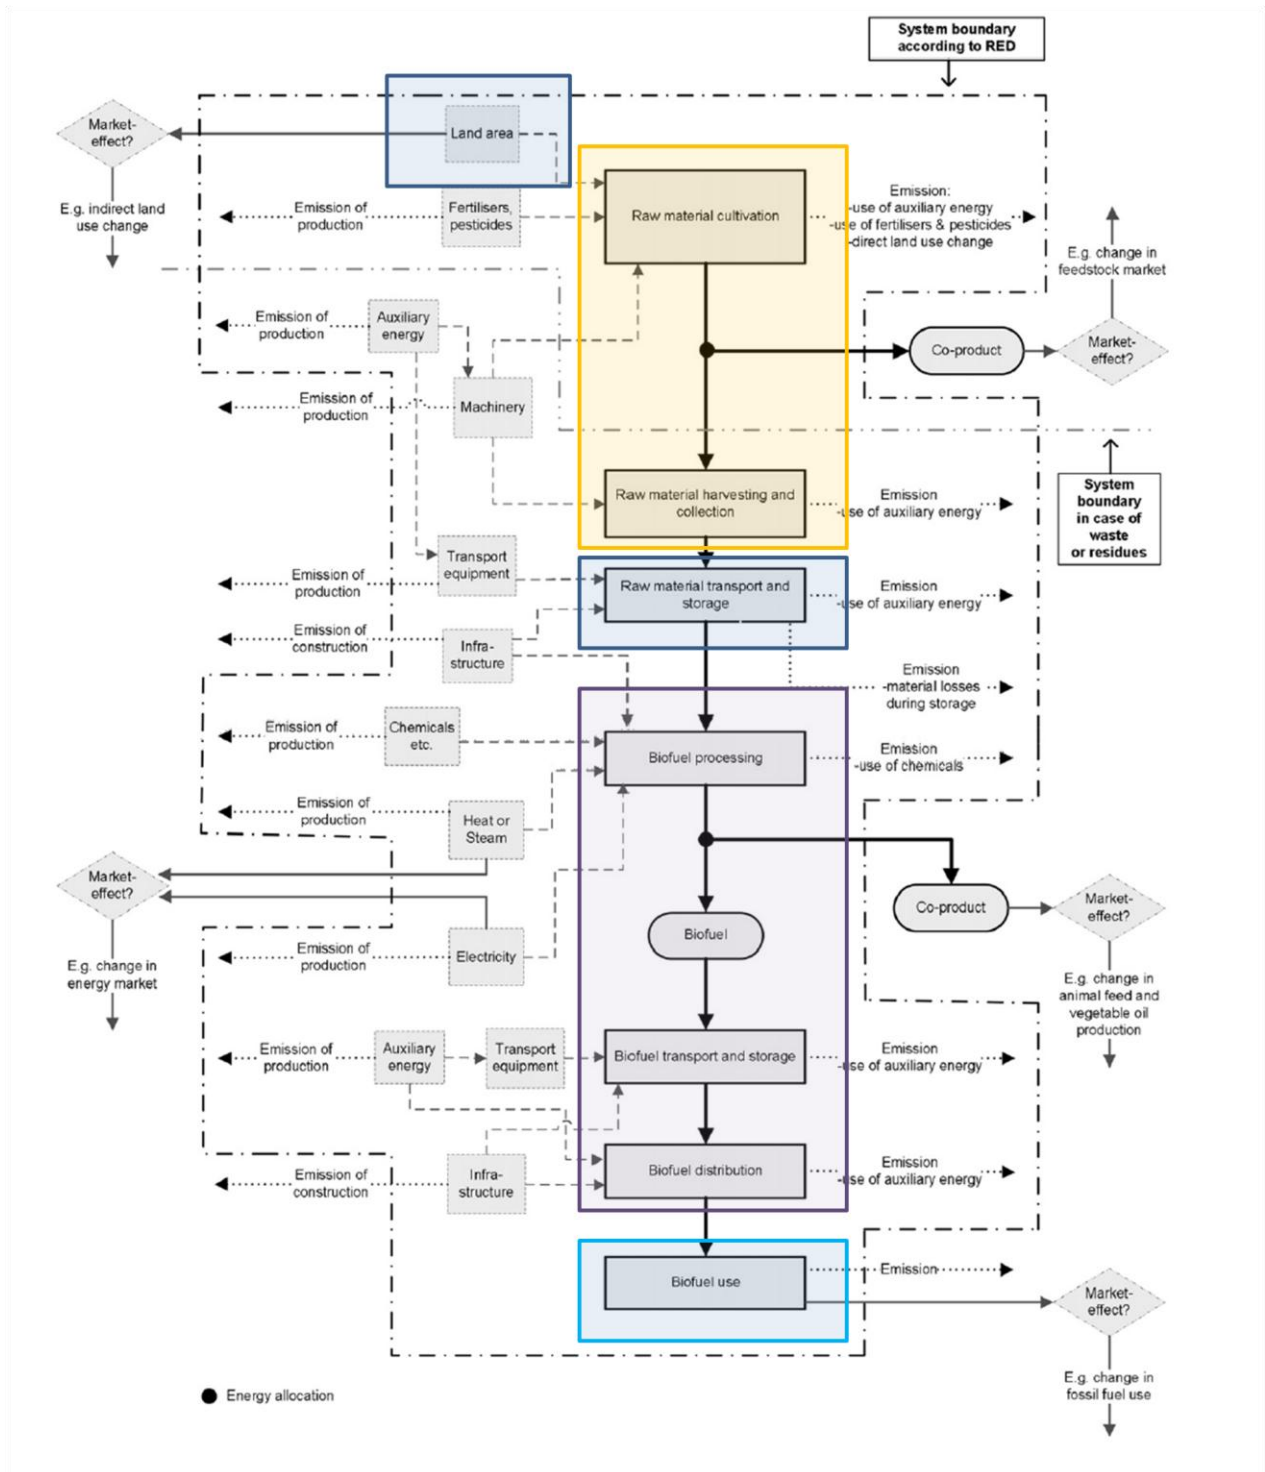 System boundary
according to RED
Market-
effect?
Land area
E.g. indirect land
use change
Emission of
production
Fertilisers,
pesticides
Raw material cultivation
Emission:
-use of auxiliary energy
-use of fertilisers & pesticides
-direct land use change
E.g. change in
feedstock market
Emission of
production
Auxiliary
energy
Co-product
Market-
effect?
Emission of
production
Machinery
Raw material harvesting and
collection
Emission
-use of auxiliary energy
System
boundary
in case of
waste
or residues
Emission of
production
Transport
equipment
Raw material transport and
storage
Emission
-use of auxiliary energy
Emission of
construction
Infra-
structure
Emission
-material losses
during storage
Emission of
production
Chemicals
etc.
Biofuel processing
Emission
-use of chemicals
Emission of
production
Heat or
Steam
Market-
effect?
Co-product
Market-
effect?
Biofuel
E.g. change in
energy market
Emission of
production
Electricity
E.g. change in
animal feed and
vegetable oil
production
Emission of
production
Auxiliary
energy
Transport
equipment
Biofuel transport and storage
Emission
-use of auxiliary energy
Emission of
construction
Infra-
structure
Biofuel distribution
Emission
-use of auxiliary energy
Biofuel use
Emission
Market-
effect?
E.g. change in
fossil fuel use
Energy allocation